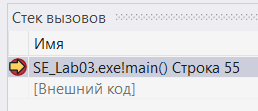 Стек вызовов
Имя
SE_Lab03.exe!main() Строка 55
[Внешний код]